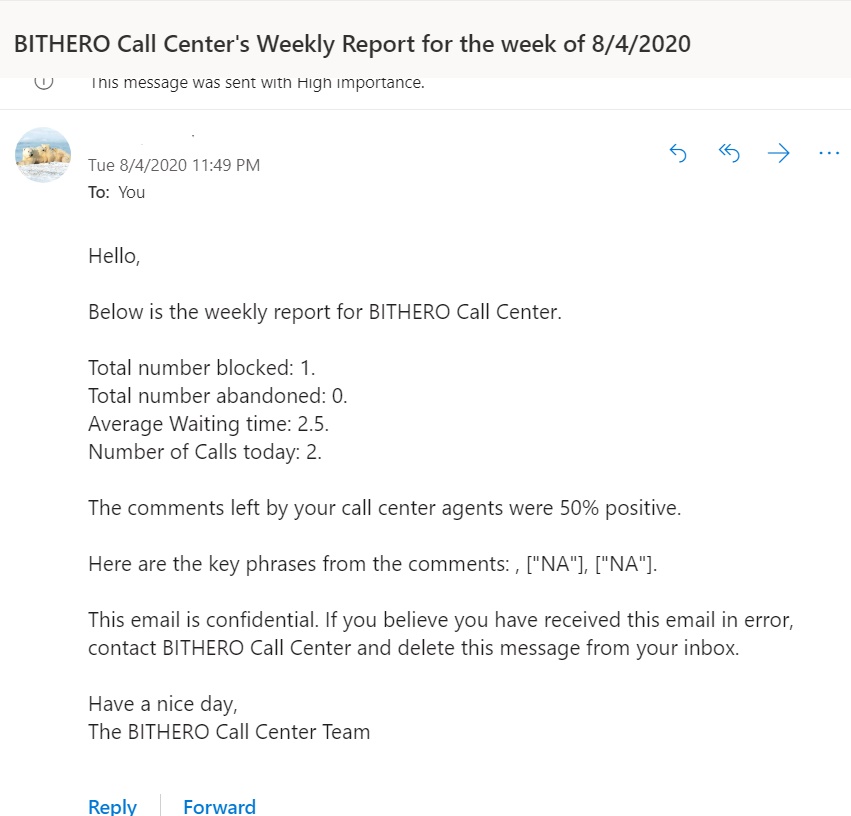 BITHERO Call Center's Weekly Report for the week of 8/4/2020
This message was sent with High importance.
Tue 8/4/2020 11:49 PM
To: You
Hello,
Below is the weekly report for BITHERO Call Center.
Total number blocked: 1.
Total number abandoned: 0.
Average Waiting time: 2.5.
Number of Calls today: 2.
The comments left by your call center agents were 50% positive.
Here are the key phrases from the comments: , ["NA"], ["NA"].
This email is confidential. If you believe you have received this email in error,
contact BITHERO Call Center and delete this message from your inbox.
Have a nice day,
The BITHERO Call Center Team
Reply Forward